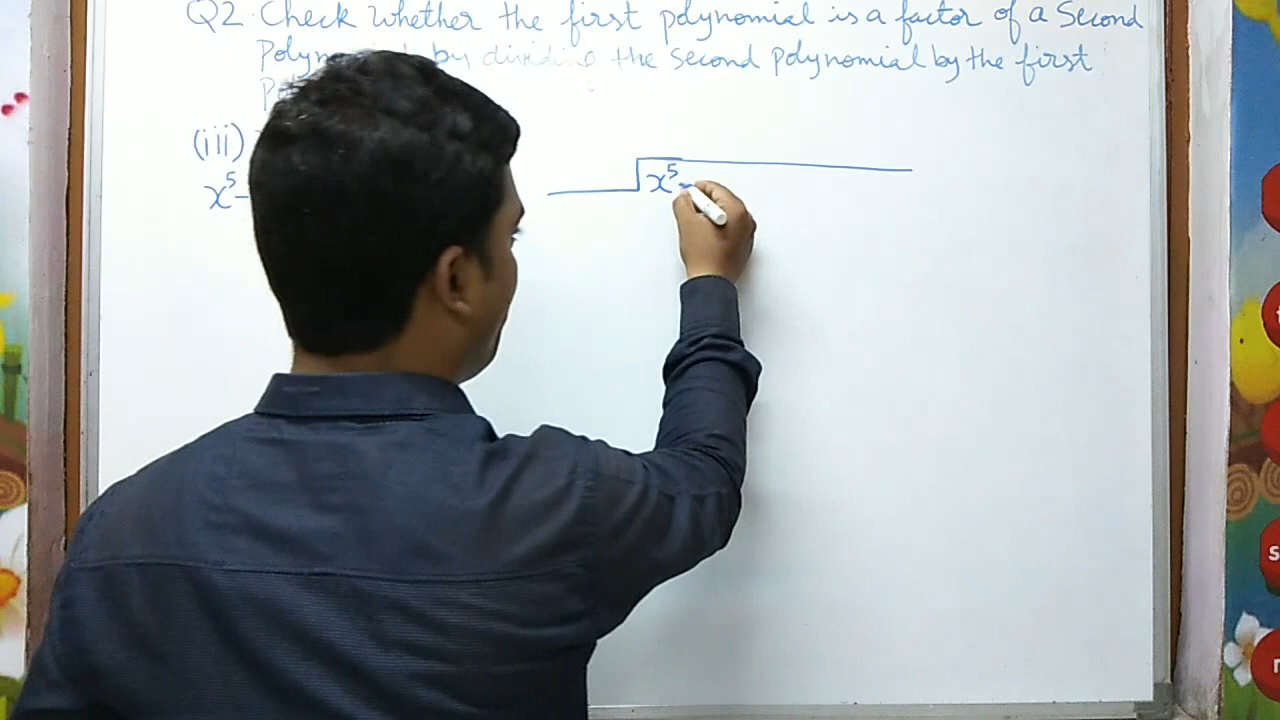 Q2. Check whether the first polynomial is a factor of a Second
by dividing the second polynomial by the first
(iii)
x⁵- x⁵-